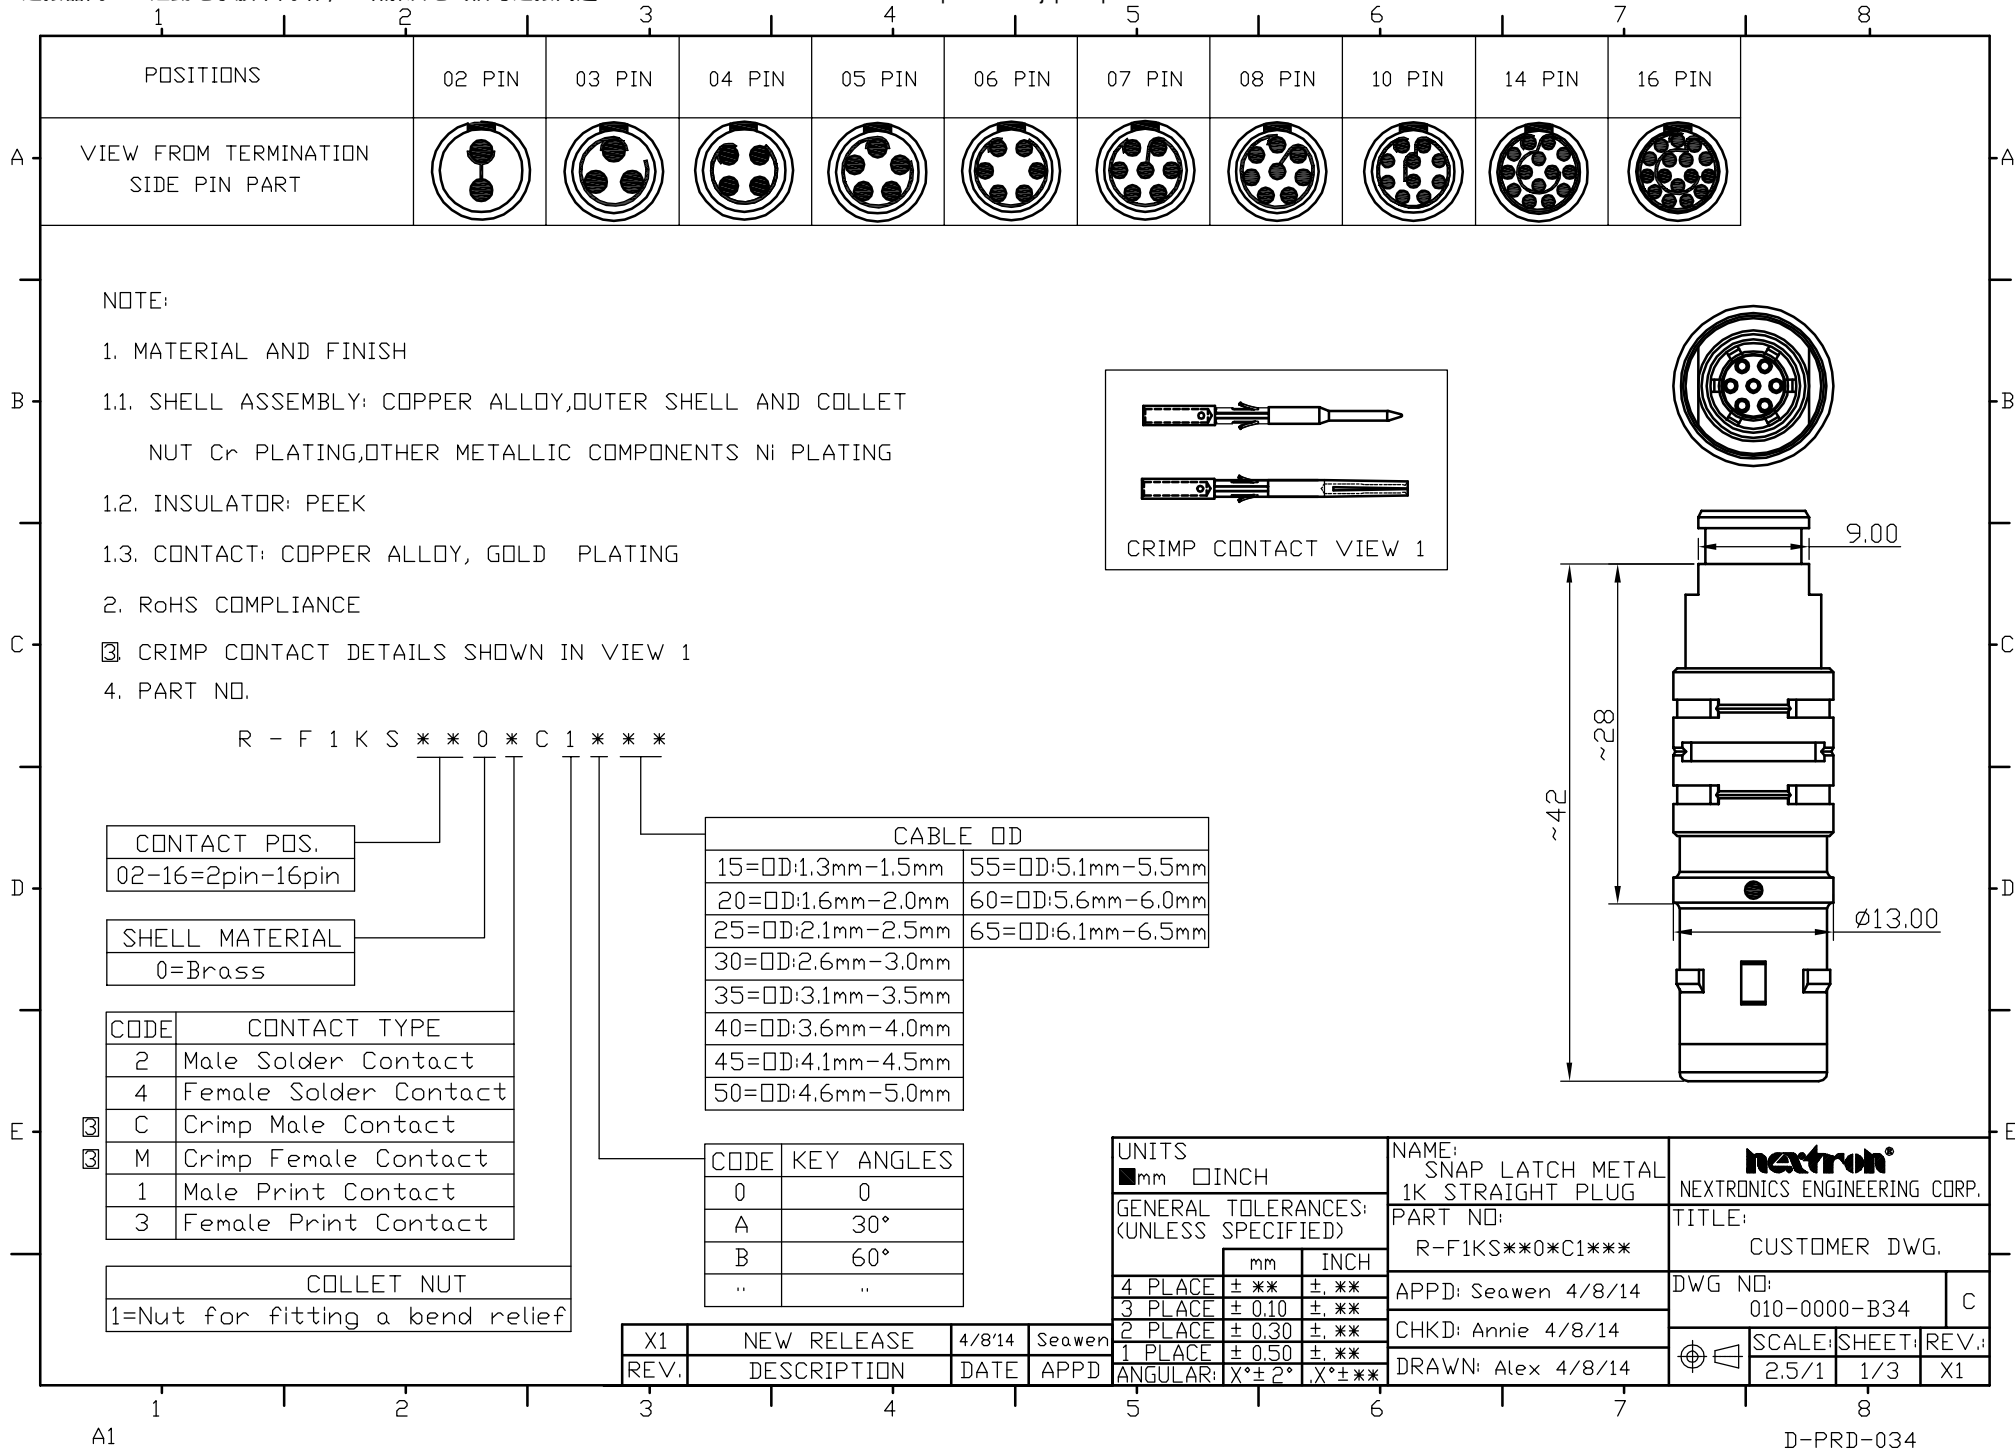 1 2 3 4 5 6 7 8
POSITIONS 02 PIN 03 PIN 04 PIN 05 PIN 06 PIN 07 PIN 08 PIN 10 PIN 14 PIN 16 PIN
A A
VIEW FROM TERMINATION
SIDE PIN PART
NOTE:
1. MATERIAL AND FINISH
B B
1.1. SHELL ASSEMBLY: COPPER ALLOY,OUTER SHELL AND COLLET
NUT Cr PLATING,OTHER METALLIC COMPONENTS Ni PLATING
1.2. INSULATOR: PEEK
1.3. CONTACT: COPPER ALLOY, GOLD PLATING
2. RoHS COMPLIANCE
C C
3. CRIMP CONTACT DETAILS SHOWN IN VIEW 1
4. PART NO.
R - F 1 K S * * 0 * C 1 * * *
CRIMP CONTACT VIEW 1
9.00
~28
~42
Ø13.00
CONTACT POS.
02-16=2pin-16pin
D D
SHELL MATERIAL
0=Brass
CODE CONTACT TYPE
2 Male Solder Contact
4 Female Solder Contact
E E
3 C Crimp Male Contact
3 M Crimp Female Contact
1 Male Print Contact
3 Female Print Contact
COLLET NUT
1=Nut for fitting a bend relief
CABLE OD
15=OD:1.3mm-1.5mm 55=OD:5.1mm-5.5mm
20=OD:1.6mm-2.0mm 60=OD:5.6mm-6.0mm
25=OD:2.1mm-2.5mm 65=OD:6.1mm-6.5mm
30=OD:2.6mm-3.0mm
35=OD:3.1mm-3.5mm
40=OD:3.6mm-4.0mm
45=OD:4.1mm-4.5mm
50=OD:4.6mm-5.0mm
CODE KEY ANGLES
0 0
A 30°
B 60°
" "
X1 NEW RELEASE 4/8'14 Seawen
REV. DESCRIPTION DATE APPD
UNITS
■mm □INCH
GENERAL TOLERANCES:
(UNLESS SPECIFIED)
mm INCH
4 PLACE ± ** ±. **
3 PLACE ± 0.10 ±. **
2 PLACE ± 0.30 ±. **
1 PLACE ± 0.50 ±. **
ANGULAR: X°± 2° .X°± **
NAME:
SNAP LATCH METAL
1K STRAIGHT PLUG
PART NO:
R-F1KS**0*C1***
APPD: Seawen 4/8/14
CHKD: Annie 4/8/14
DRAWN: Alex 4/8/14
nextron®
NEXTRONICS ENGINEERING CORP.
TITLE:
CUSTOMER DWG.
DWG NO:
010-0000-B34 C
SCALE: SHEET: REV.:
2.5/1 1/3 X1
1 2 3 4 5 6 7 8
A1 D-PRD-034